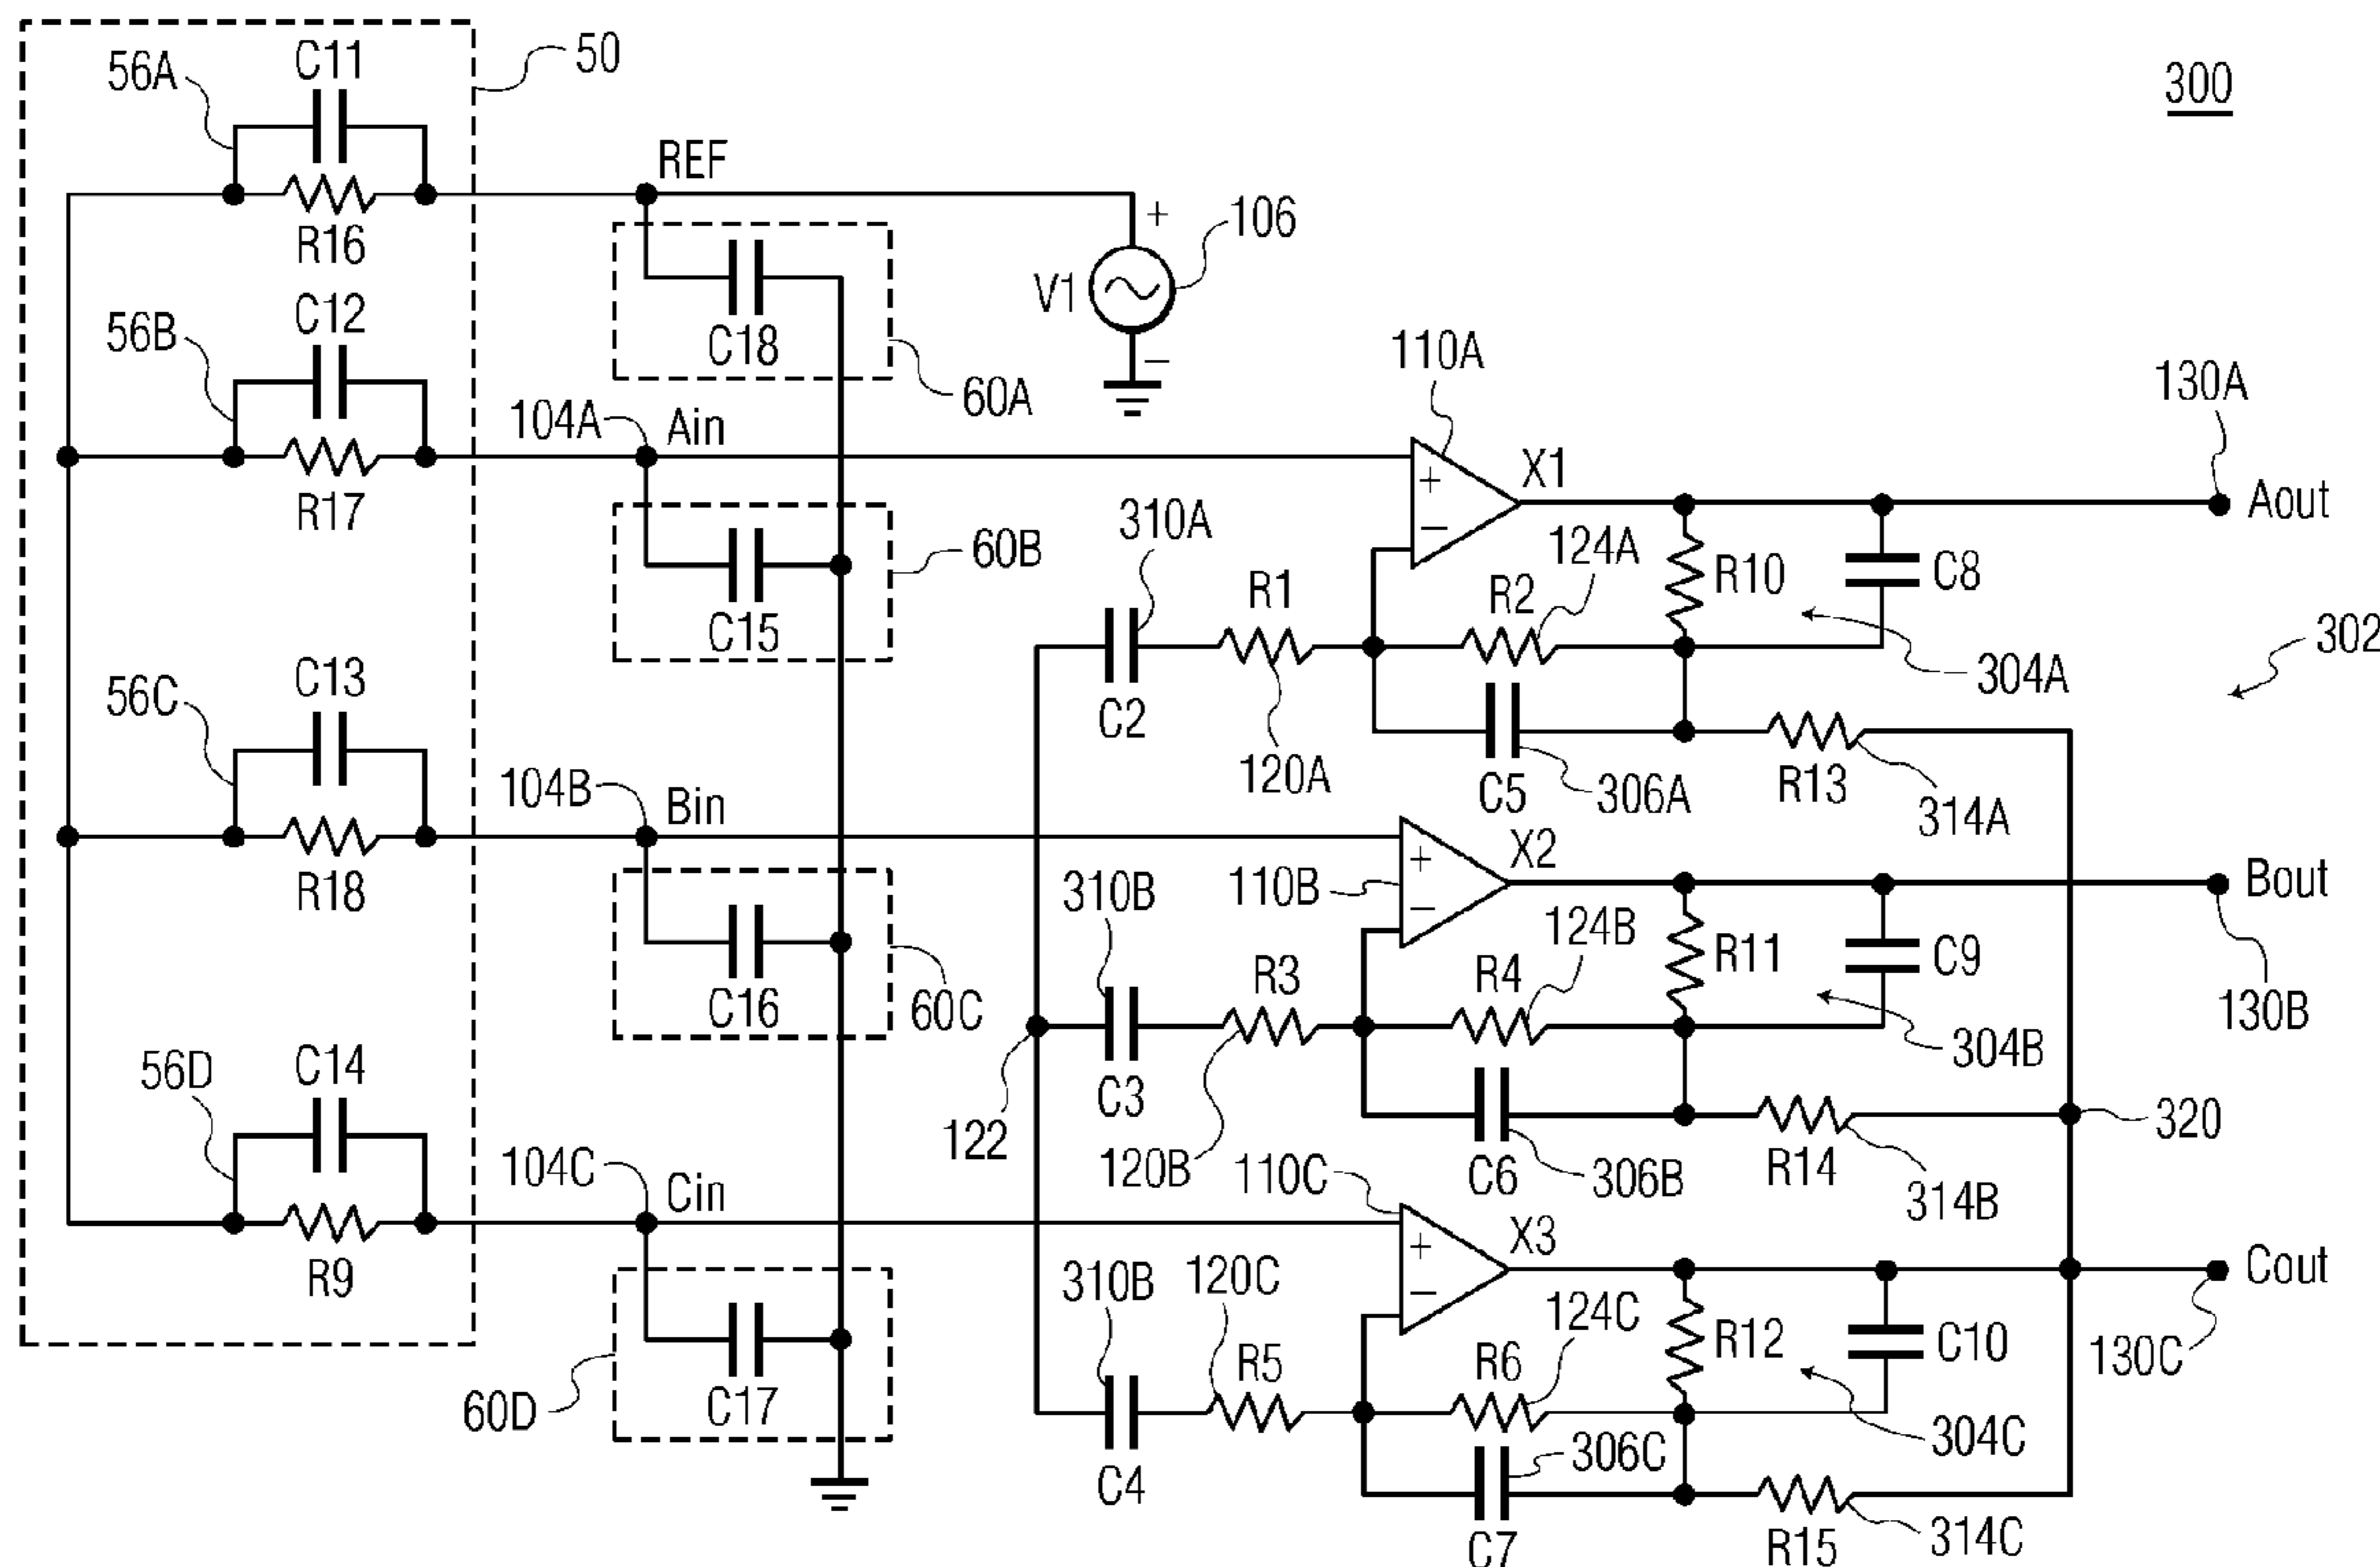 300
50
56A
C11
R16
REF
C18
60A
V1
+
−
106
56B
C12
R17
104A
Ain
C15
60B
110A
+
−
X1
130A
Aout
310A
C2
R1
120A
R2
124A
C5
306A
R10
C8
304A
302
R13
314A
56C
C13
R18
104B
Bin
C16
60C
110B
+
−
X2
Bout
130B
310B
C3
R3
120B
122
R4
124B
C6
306B
R11
C9
304B
R14
314B
320
56D
C14
R9
104C
Cin
C17
60D
110C
+
−
X3
Cout
130C
310B
C4
120C
R5
R6
124C
306C
C7
R12
C10
304C
R15
314C